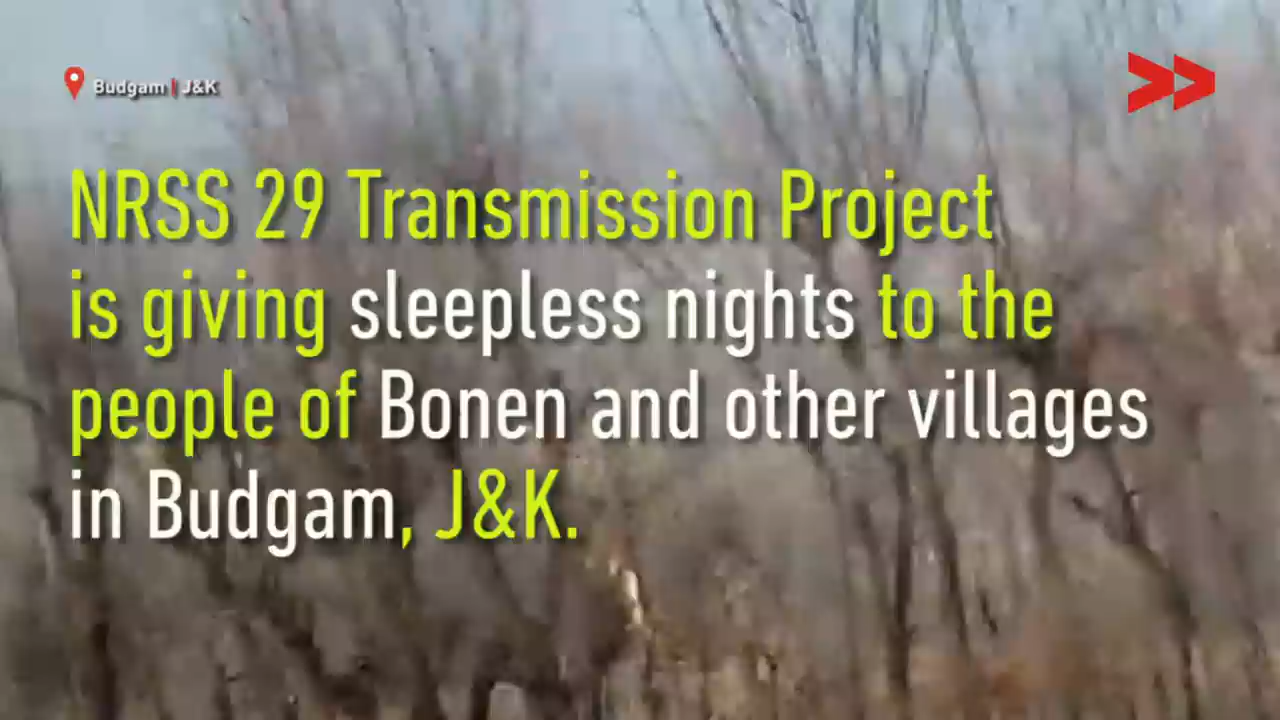 Budgam | J&K
NRSS 29 Transmission Project
is giving sleepless nights to the
people of Bonen and other villages
in Budgam, J&K.